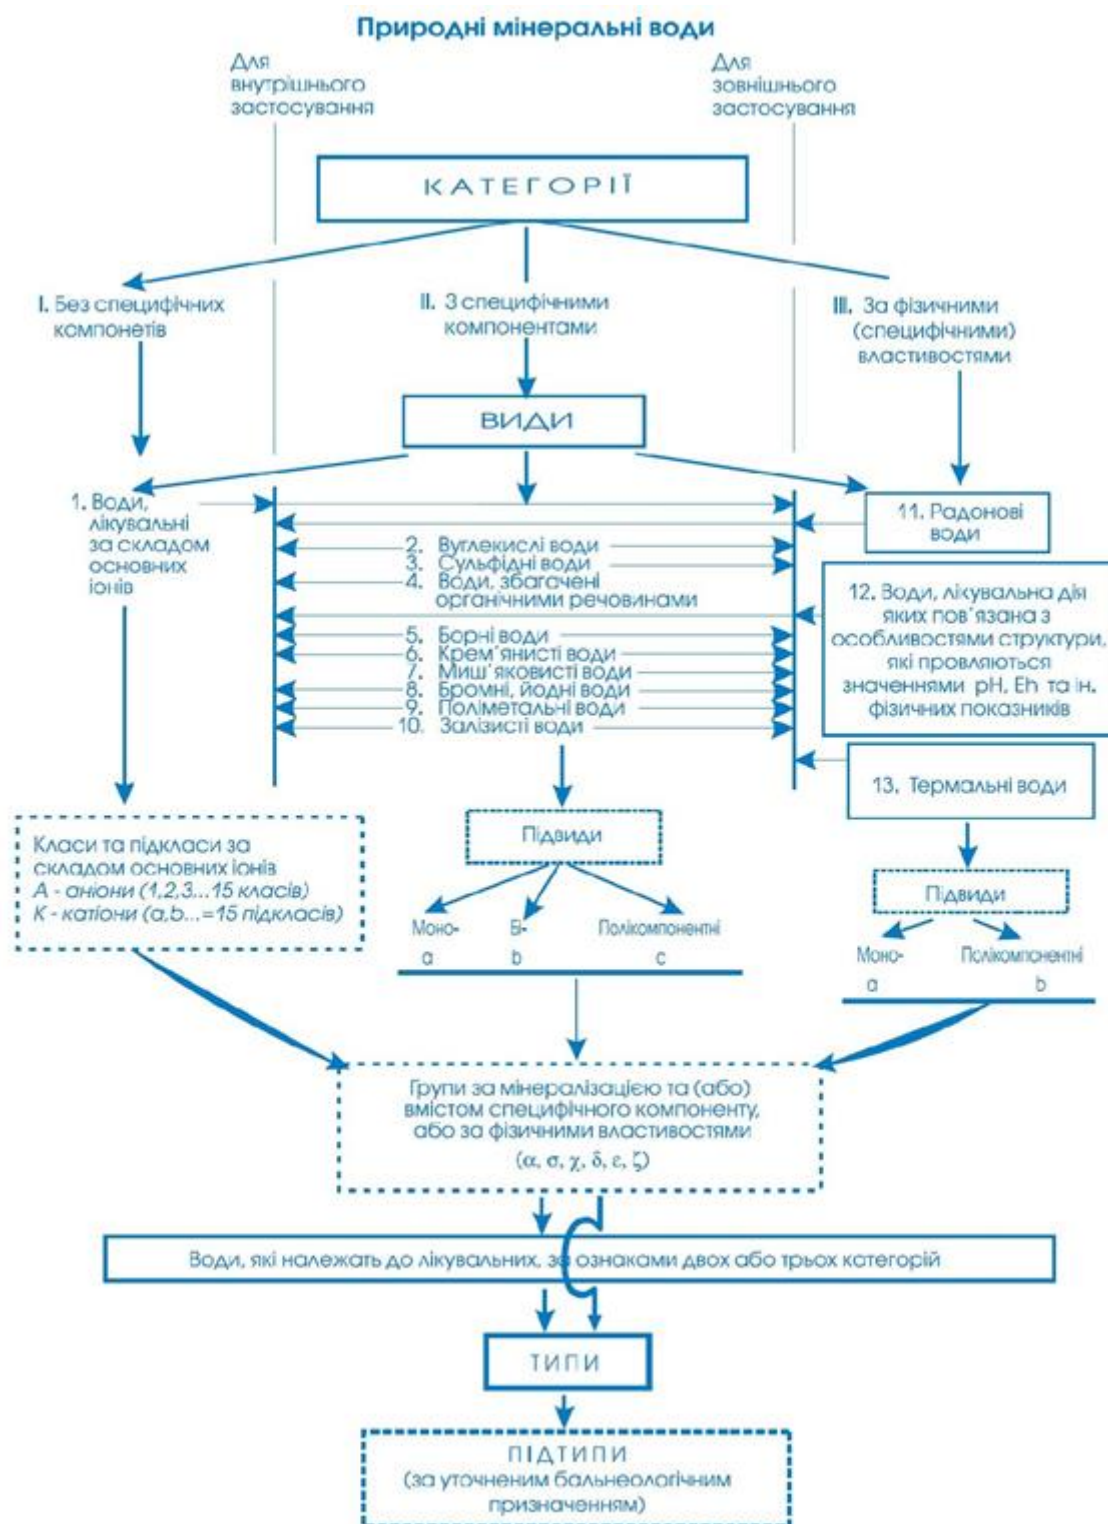 Природні мінеральні води
Для
внутрішнього
застосування
Для
зовнішнього
застосування
КАТЕГОРІЇ
I. Без специфічних
компонетів
II. З специфічними
компонентами
III. За фізичними
(специфічними)
властивостями
ВИДИ
1. Води,
лікувальні
за складом
основних
іонів
2. Вуглекислі води
3. Сульфідні води
4. Води, збагачені
органічними речовинами
5. Борні води
6. Крем'янисті води
7. Миш'яковисті води
8. Бромні, йодні води
9. Поліметальні води
10. Залізисті води
11. Радонові
води
12. Води, лікувальна дія
яких пов'язана з
особливостями структури,
які провляються
значеннями pH, Eh та ін.
фізичних показників
13. Термальні води
Класи та підкласи за
складом основних іонів
А - аніони (1,2,3...15 класів)
К - катіони (a,b...=15 підкласів)
Підвиди
Моно-
Бі-
Полікомпонентні
a
b
c
Підвиди
Моно-
Полікомпонентні
a
b
Групи за мінералізацією та (або)
вмістом специфічного компоненту,
або за фізичними властивостями
(α, σ, χ, δ, ε, ζ)
Води, які належать до лікувальних, за ознаками двох або трьох категорій
ТИПИ
ПІДТИПИ
(за уточненим бальнеологічним
призначенням)